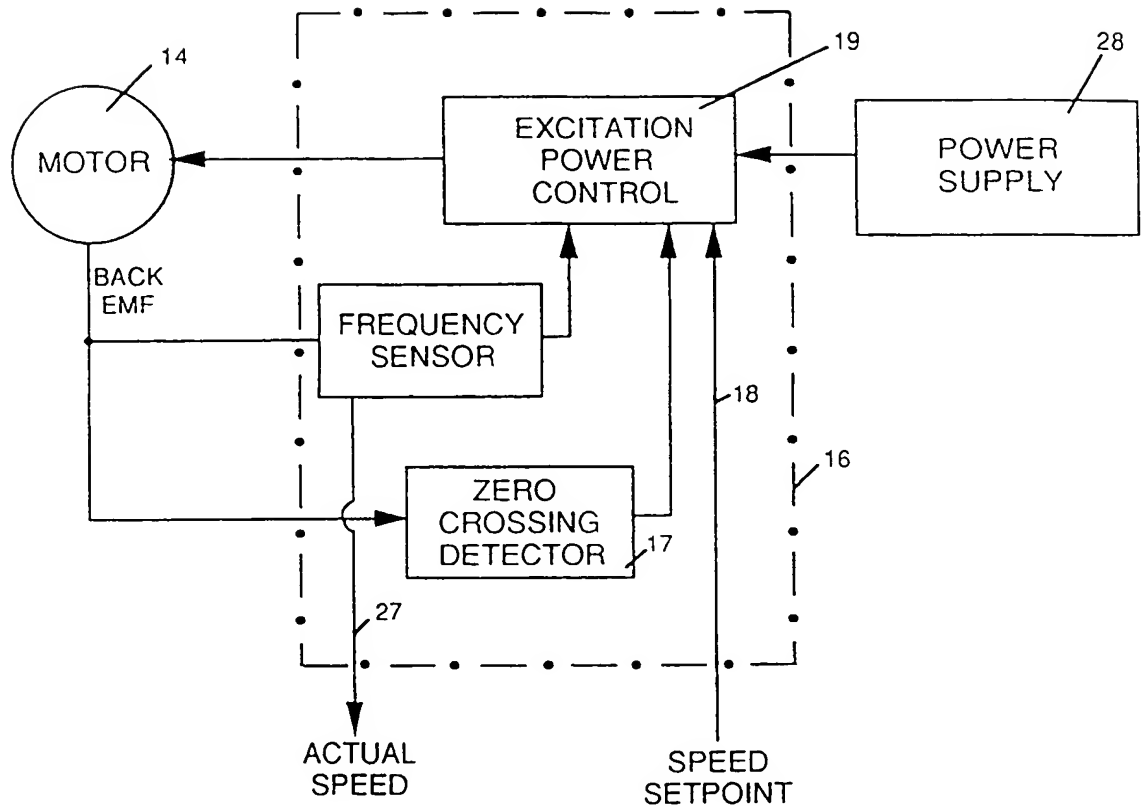 14
MOTOR
19
EXCITATION
POWER
CONTROL
28
POWER
SUPPLY
BACK
EMF
FREQUENCY
SENSOR
18
16
ZERO
CROSSING
DETECTOR
17
27
ACTUAL
SPEED
SPEED
SETPOINT